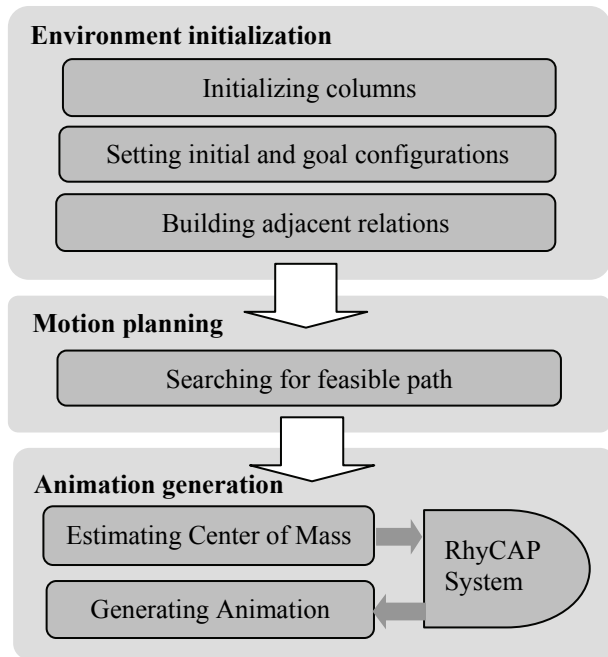 Environment initialization
Initializing columns
Setting initial and goal configurations
Building adjacent relations
Motion planning
Searching for feasible path
Animation generation
Estimating Center of Mass
RhyCAP
System
Generating Animation